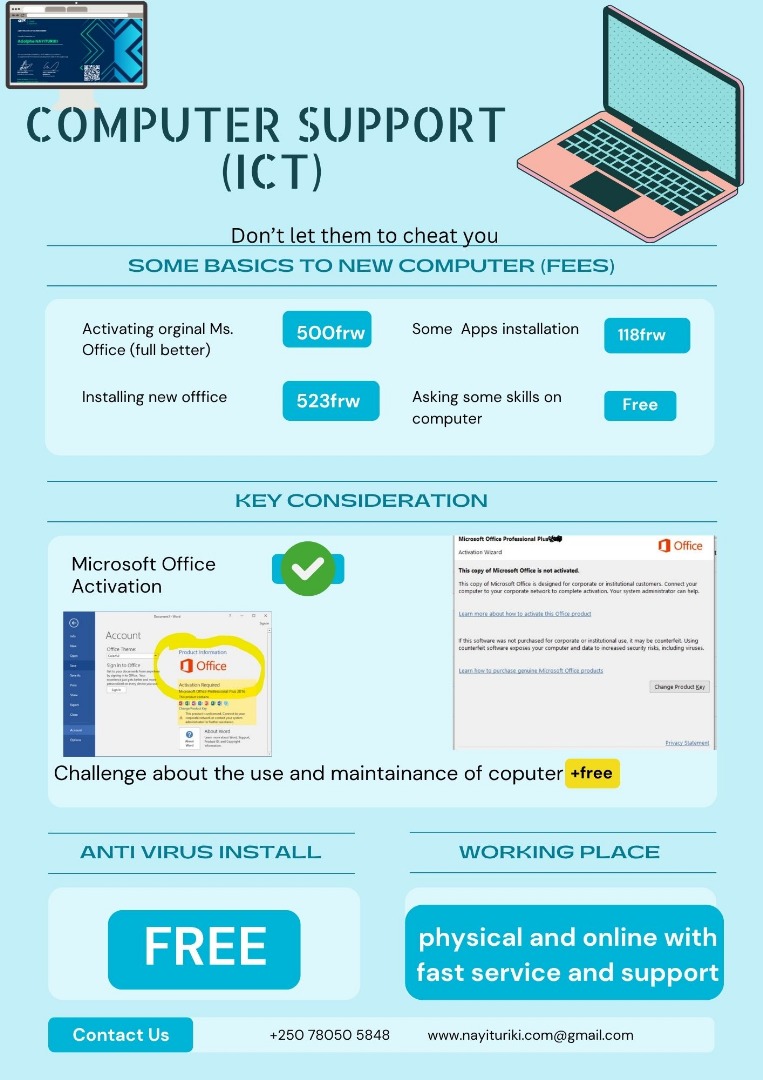 Adolphe NAYITURIKI
COMPUTER SUPPORT
(ICT)
Don't let them to cheat you
SOME BASICS TO NEW COMPUTER (FEES)
Activating orginal Ms.
Office (full better)
500frw
Some Apps installation
118frw
Installing new offfice
523frw
Asking some skills on
computer
Free
KEY CONSIDERATION
Microsoft Office
Activation
Account
Office Theme:
Sign in to Office
Product Information
Office
Activation Required
Change Product Key
About Word
Microsoft Office Professional Plus
Office
Activation Wizard
This copy of Microsoft Office is not activated.
This copy of Microsoft Office is designed for corporate or institutional customers. Connect your
computer to your corporate network to complete activation. Your system administrator can help.
Learn more about how to activate this Office product
If this software was not purchased for corporate or institutional use, it may be counterfeit. Using
counterfeit software exposes your computer and data to increased security risks, including viruses.
Learn how to purchase genuine Microsoft Office products
Change Product Key
Privacy Statement
Challenge about the use and maintainance of coputer +free
ANTI VIRUS INSTALL
FREE
WORKING PLACE
physical and online with
fast service and support
Contact Us
+250 78050 5848
www.nayituriki.com@gmail.com